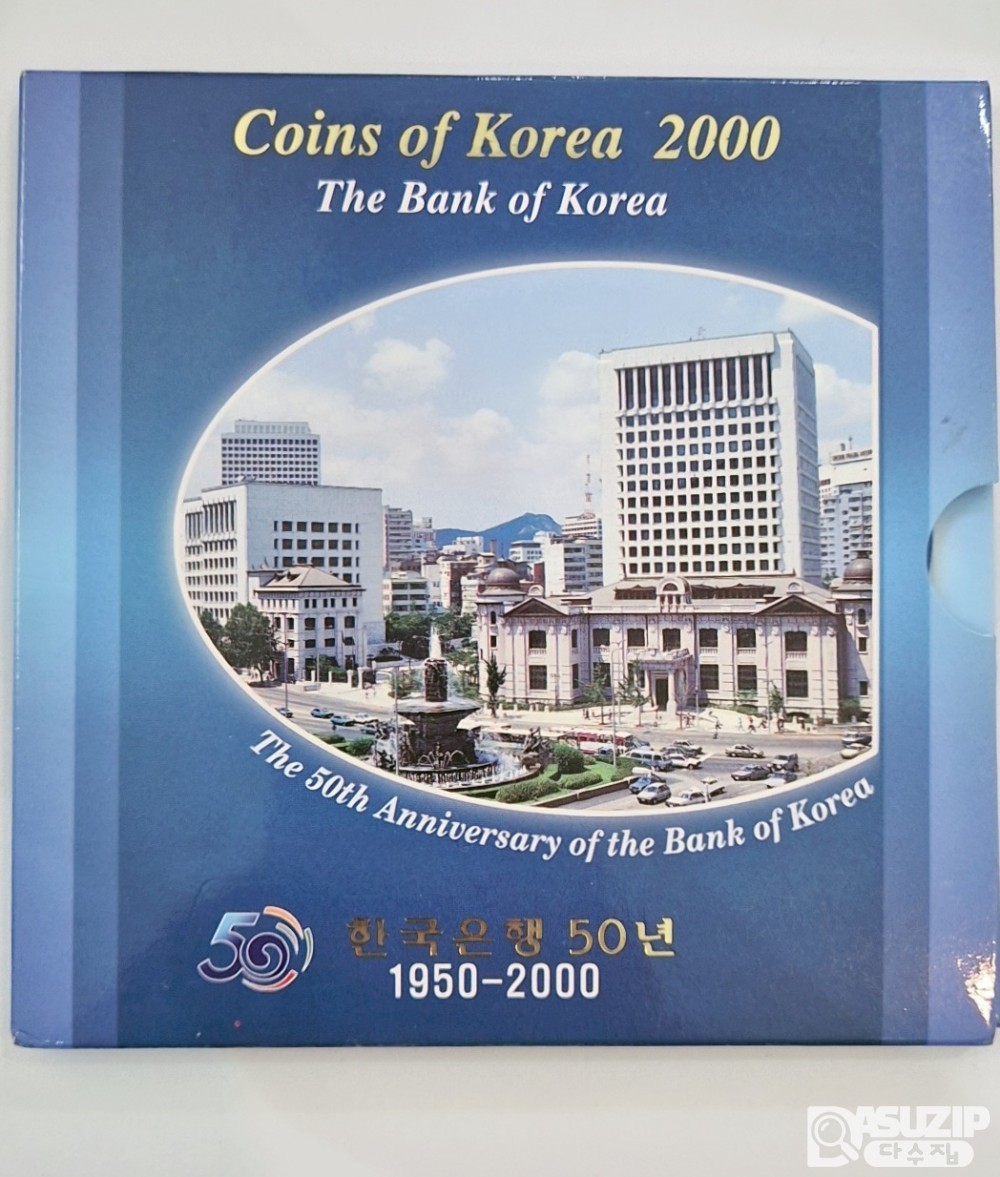 Coins of Korea 2000
The Bank of Korea
The 50th Anniversary of the Bank of Korea
50 한국은행 50년
1950-2000
DASUZIP
다수집